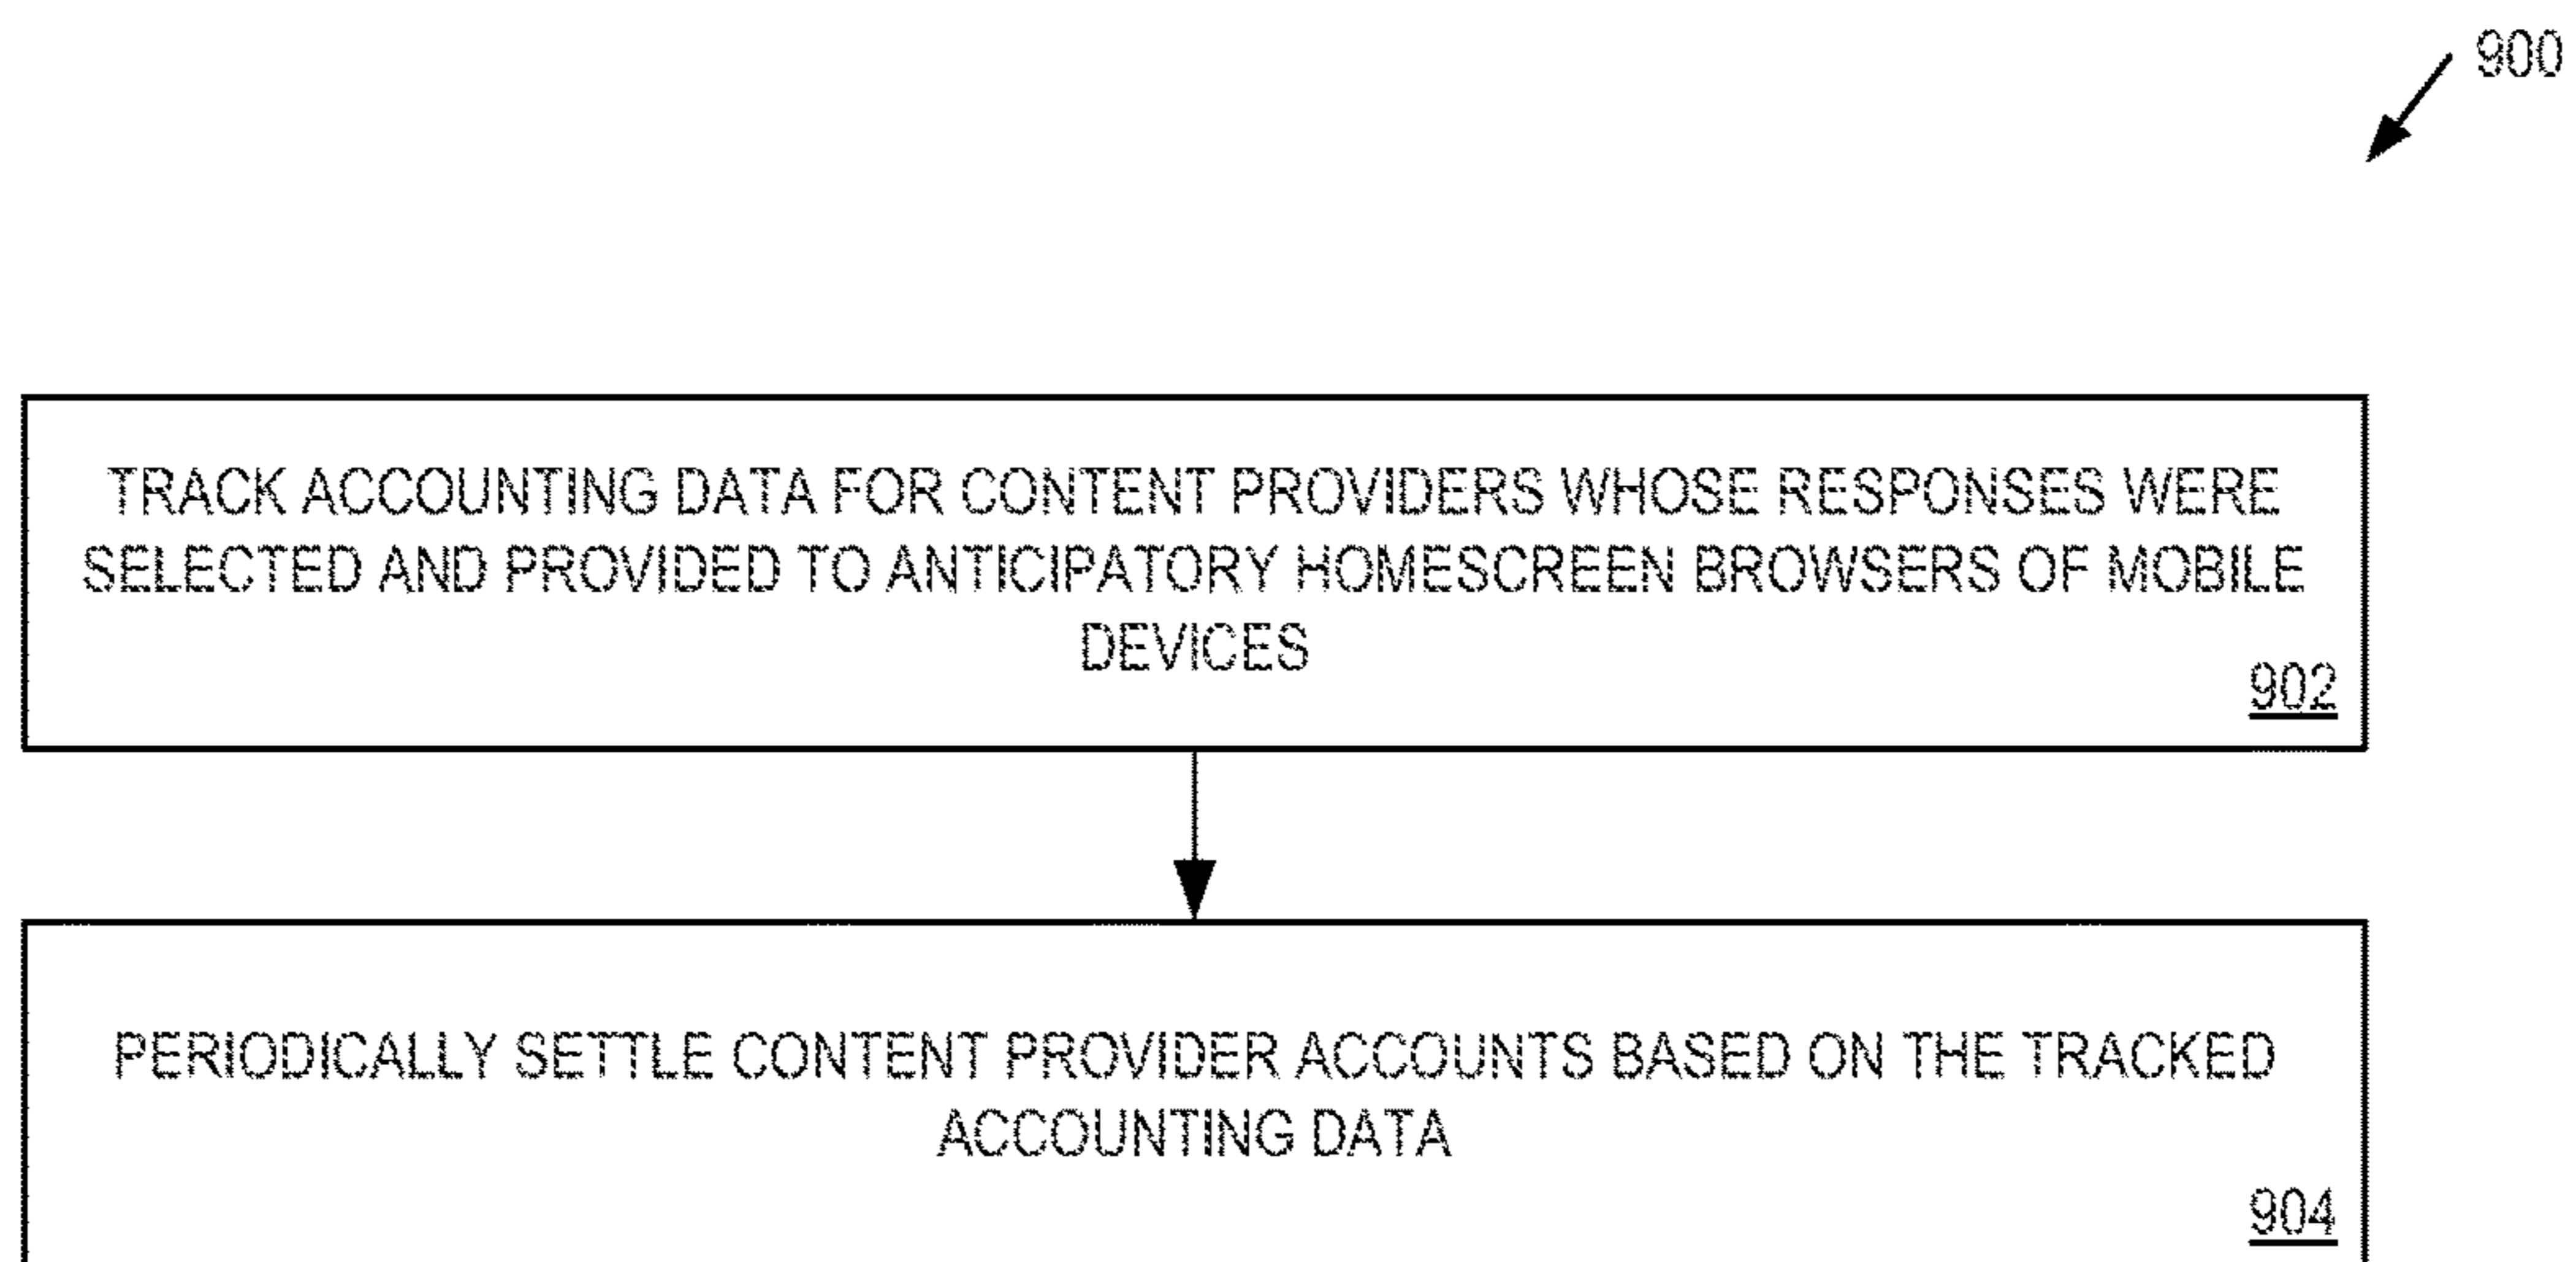 900
TRACK ACCOUNTING DATA FOR CONTENT PROVIDERS WHOSE RESPONSES WERE
SELECTED AND PROVIDED TO ANTICIPATORY HOMESCREEN BROWSERS OF MOBILE
DEVICES
902
PERIODICALLY SETTLE CONTENT PROVIDER ACCOUNTS BASED ON THE TRACKED
ACCOUNTING DATA
904